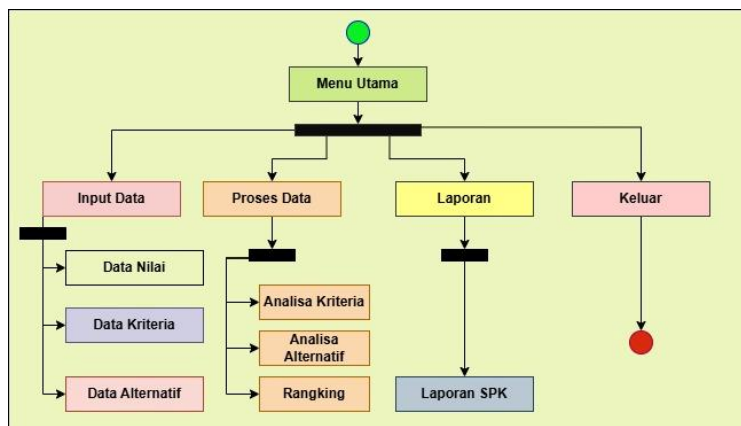 Menu Utama
Input Data
Proses Data
Laporan
Keluar
Data Nilai
Data Kriteria
Data Alternatif
Analisa Kriteria
Analisa
Alternatif
Rangking
Laporan SPK